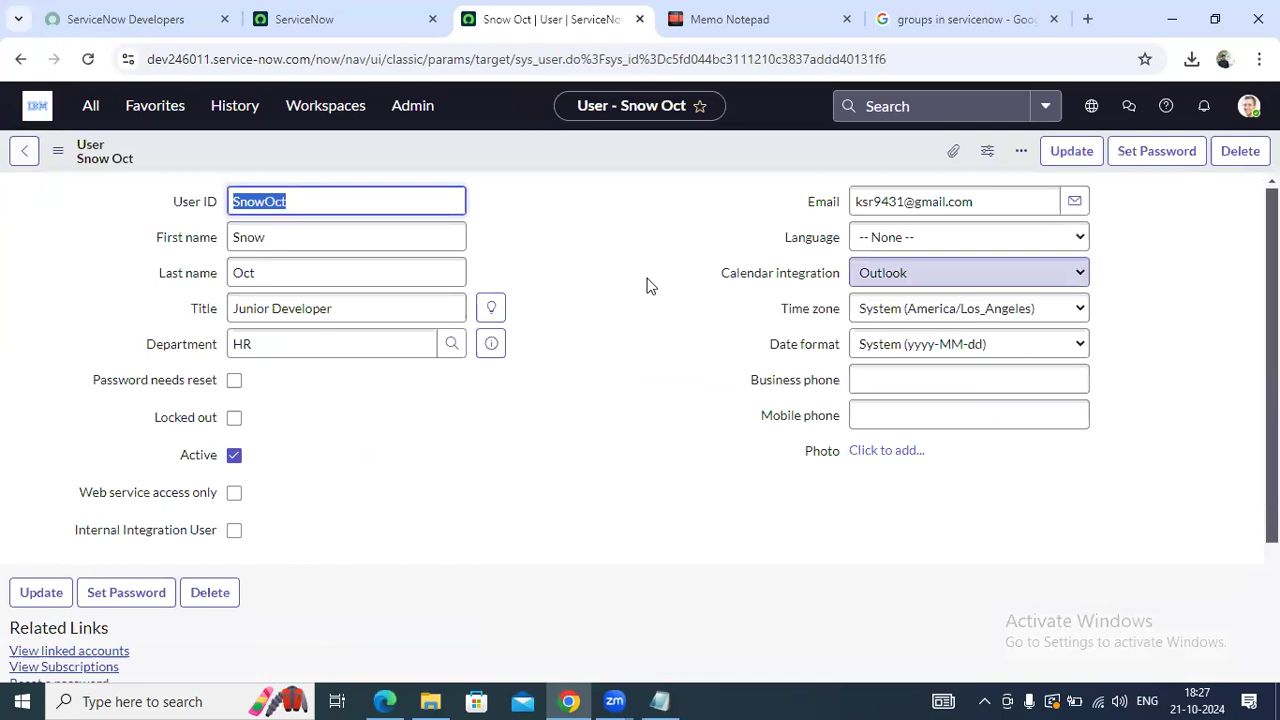 ServiceNow Developers
ServiceNow
Snow Oct | User | ServiceNo
Memo Notepad
groups in servicenow - Goo
dev246011.service-now.com/now/nav/ui/classic/params/target/sys_user.do%3Fsys_id%3Dc5fd044bc3111210c3837addd40131f6
IBM
All
Favorites
History
Workspaces
Admin
User - Snow Oct
Search
User
Snow Oct
Update
Set Password
Delete
User ID
SnowOct
Email
ksr9431@gmail.com
First name
Snow
Language
-- None --
Last name
Oct
Calendar integration
Outlook
Title
Junior Developer
Time zone
System (America/Los_Angeles)
Department
HR
Date format
System (yyyy-MM-dd)
Password needs reset
Business phone
Locked out
Mobile phone
Active
Photo
Click to add...
Web service access only
Internal Integration User
Update
Set Password
Delete
Related Links
View linked accounts
View Subscriptions
Reset a password
Activate Windows
Go to Settings to activate Windows.
Type here to search
zm
ENG
18:27
21-10-2024